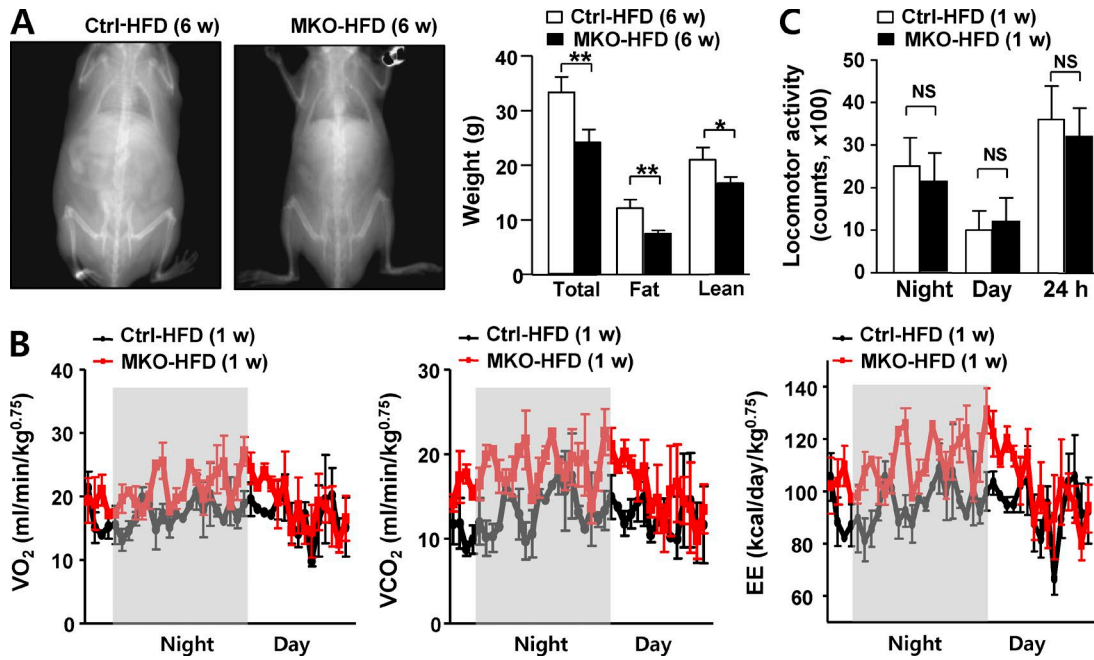 A
Ctrl-HFD (6 w)
MKO-HFD (6 w)
Ctrl-HFD (6 w)
MKO-HFD (6 w)
Weight (g)
40
30
20
10
0
**
**
*
Total Fat Lean
C
Ctrl-HFD (1 w)
MKO-HFD (1 w)
Locomotor activity
(counts, x100)
50
40
30
20
10
0
NS
NS
NS
Night Day 24 h
B
Ctrl-HFD (1 w)
MKO-HFD (1 w)
VO2 (ml/min/kg0.75)
40
30
20
10
0
Night Day
Ctrl-HFD (1 w)
MKO-HFD (1 w)
VCO2 (ml/min/kg0.75)
30
20
10
0
Night Day
Ctrl-HFD (1 w)
MKO-HFD (1 w)
EE (kcal/day/kg0.75)
140
120
100
80
60
Night Day